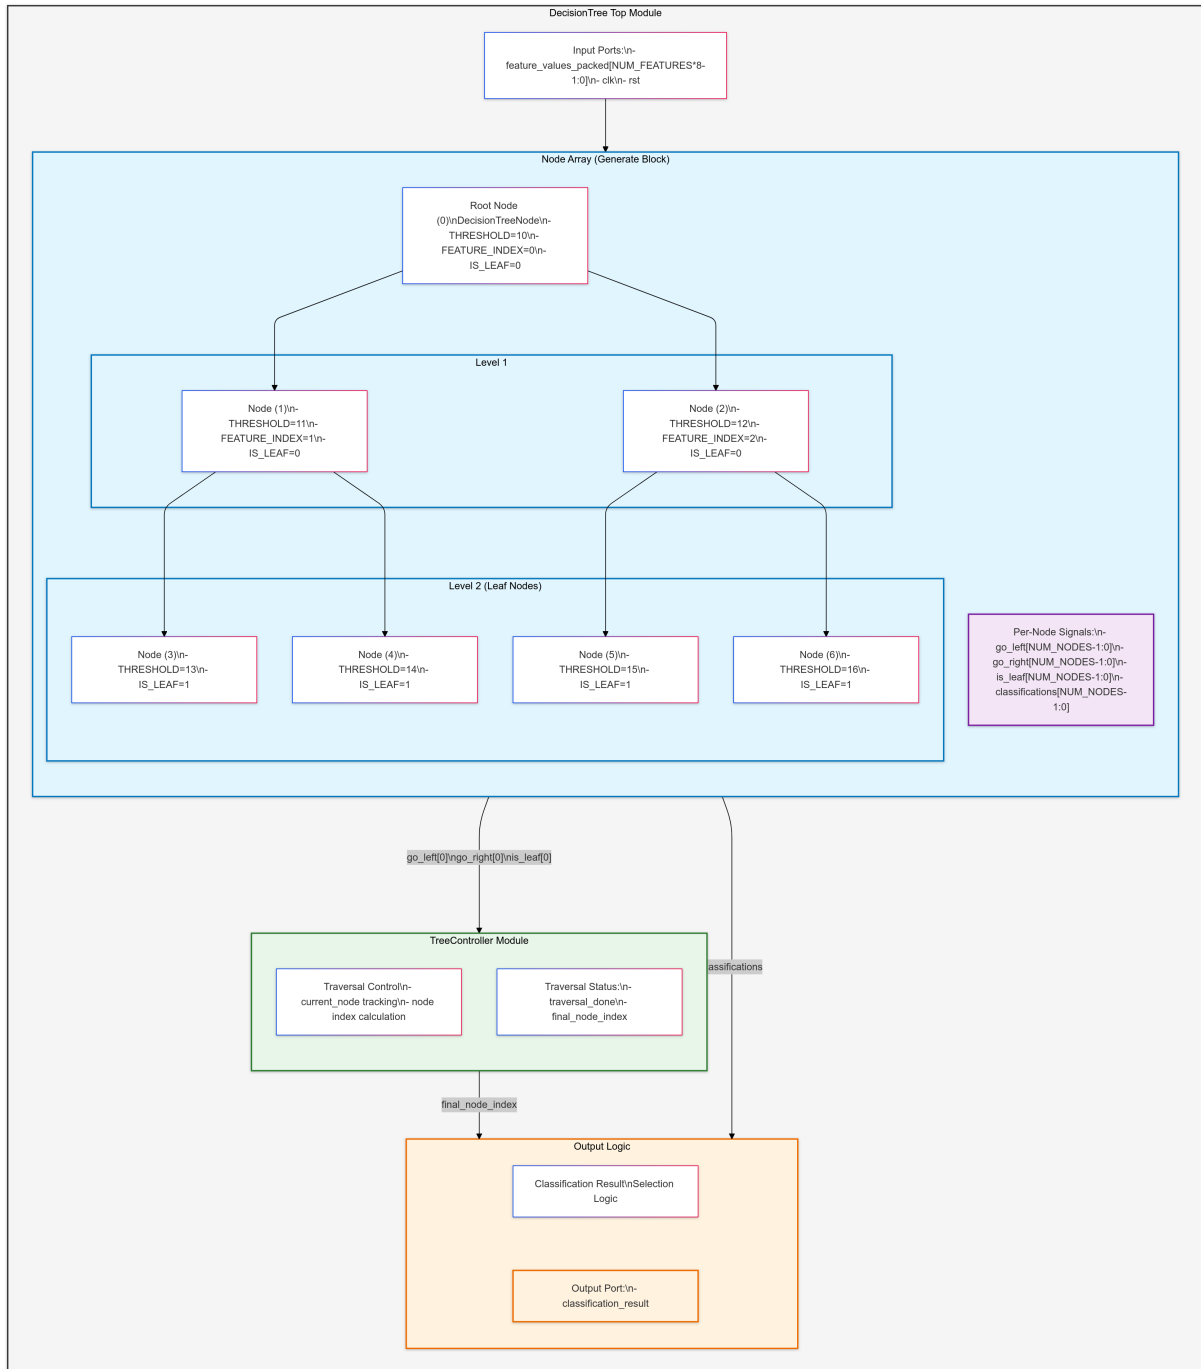 DecisionTree Top Module
Input Ports:\n-
feature_values_packed[NUM_FEATURES*8-
1:0]\n- clk\n- rst
Node Array (Generate Block)
Root Node
(0)\nDecisionTreeNode\n-
THRESHOLD=10\n-
FEATURE_INDEX=0\n-
IS_LEAF=0
Level 1
Node (1)\n-
THRESHOLD=11\n-
FEATURE_INDEX=1\n-
IS_LEAF=0
Node (2)\n-
THRESHOLD=12\n-
FEATURE_INDEX=2\n-
IS_LEAF=0
Level 2 (Leaf Nodes)
Node (3)\n-
THRESHOLD=13\n-
IS_LEAF=1
Node (4)\n-
THRESHOLD=14\n-
IS_LEAF=1
Node (5)\n-
THRESHOLD=15\n-
IS_LEAF=1
Node (6)\n-
THRESHOLD=16\n-
IS_LEAF=1
Per-Node Signals:\n-
go_left[NUM_NODES-1:0]\n-
go_right[NUM_NODES-1:0]\n-
is_leaf[NUM_NODES-1:0]\n-
classifications[NUM_NODES-
1:0]
go_left[0]\ngo_right[0]\nis_leaf[0]
TreeController Module
Traversal Control\n-
current_node tracking\n- node
index calculation
Traversal Status:\n-
traversal_done\n-
final_node_index
assifications
final_node_index
Output Logic
Classification Result\nSelection
Logic
Output Port:\n-
classification_result